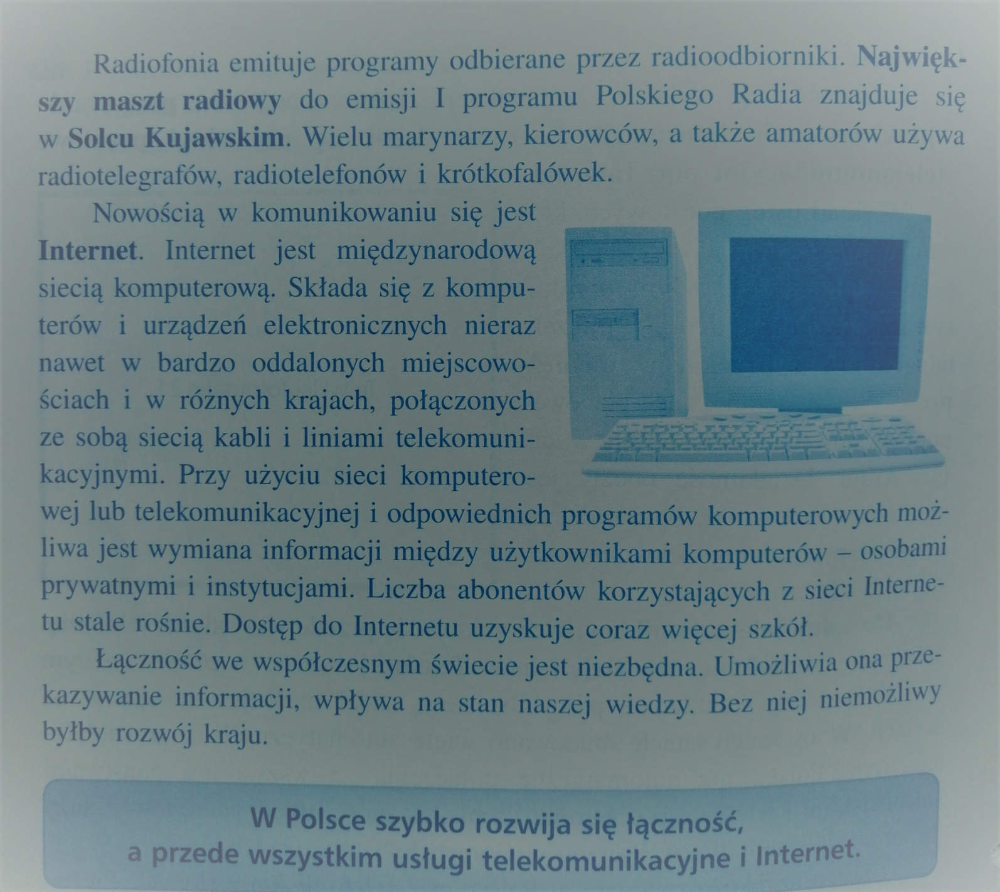 Radiofonia emituje programy odbierane przez radioodbiorniki. Najwięk-
szy maszt radiowy do emisji I programu Polskiego Radia znajduje się
w Solcu Kujawskim. Wielu marynarzy, kierowców, a także amatorów używa
radiotelegrafów, radiotelefonów i krótkofalówek.
Nowością w komunikowaniu się jest
Internet. Internet jest międzynarodową
siecią komputerową. Składa się z kompu-
terów i urządzeń elektronicznych nieraz
nawet w bardzo oddalonych miejscowo-
ściach i w różnych krajach, połączonych
ze sobą siecią kabli i liniami telekomuni-
kacyjnymi. Przy użyciu sieci komputero-
wej lub telekomunikacyjnej i odpowiednich programów komputerowych moż-
liwa jest wymiana informacji między użytkownikami komputerów – osobami
prywatnymi i instytucjami. Liczba abonentów korzystających z sieci Interne-
tu stale rośnie. Dostęp do Internetu uzyskuje coraz więcej szkół.
Łączność we współczesnym świecie jest niezbędna. Umożliwia ona prze-
kazywanie informacji, wpływa na stan naszej wiedzy. Bez niej niemożliwy
byłby rozwój kraju.
W Polsce szybko rozwija się łączność,
a przede wszystkim usługi telekomunikacyjne i Internet.